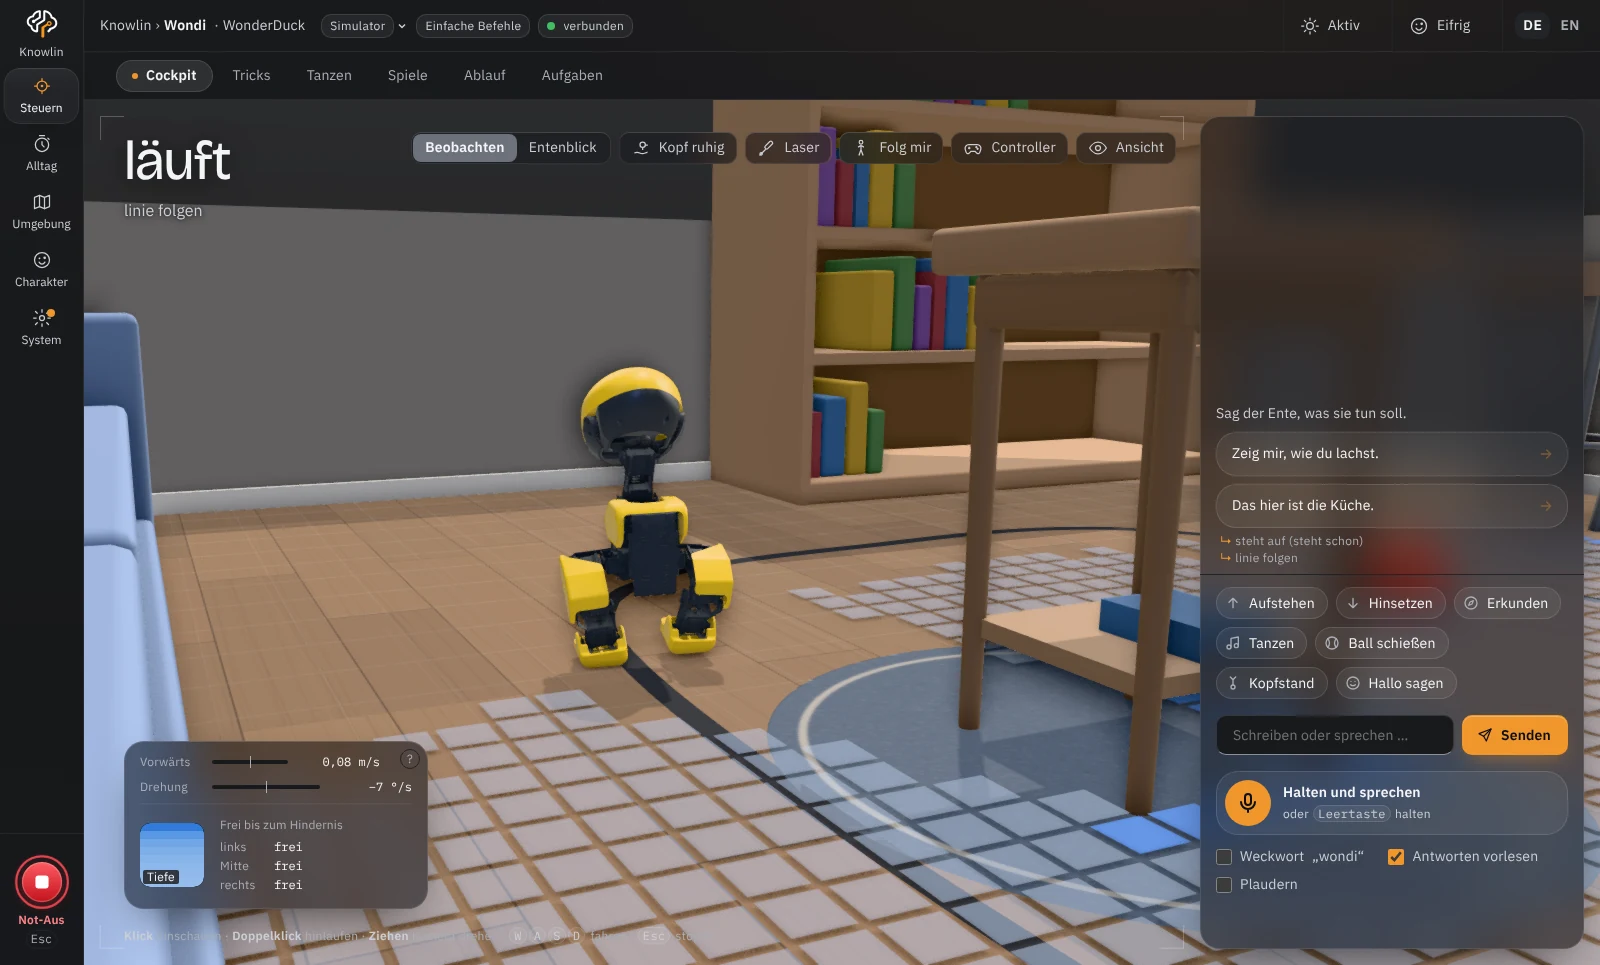 Knowlin
Knowlin › Wondi · WonderDuck
Simulator
Einfache Befehle
verbunden
Aktiv
Eifrig
DE
EN
Steuern
Alltag
Umgebung
Charakter
System
Cockpit
Tricks
Tanzen
Spiele
Ablauf
Aufgaben
läuft
linie folgen
Beobachten
Entenblick
Kopf ruhig
Laser
Folg mir
Controller
Ansicht
Sag der Ente, was sie tun soll.
Zeig mir, wie du lachst.
Das hier ist die Küche.
steht auf (steht schon)
linie folgen
Aufstehen
Hinsetzen
Erkunden
Tanzen
Ball schießen
Kopfstand
Hallo sagen
Schreiben oder sprechen ...
Senden
Halten und sprechen
oder Leertaste halten
Weckwort „wondi“
Antworten vorlesen
Plaudern
Vorwärts 0,08 m/s
?
Drehung −7 °/s
Frei bis zum Hindernis
links frei
Mitte frei
rechts frei
Tiefe
Klick · Doppelklick hinlaufen · Ziehen W A S D Esc
Not-Aus
Esc